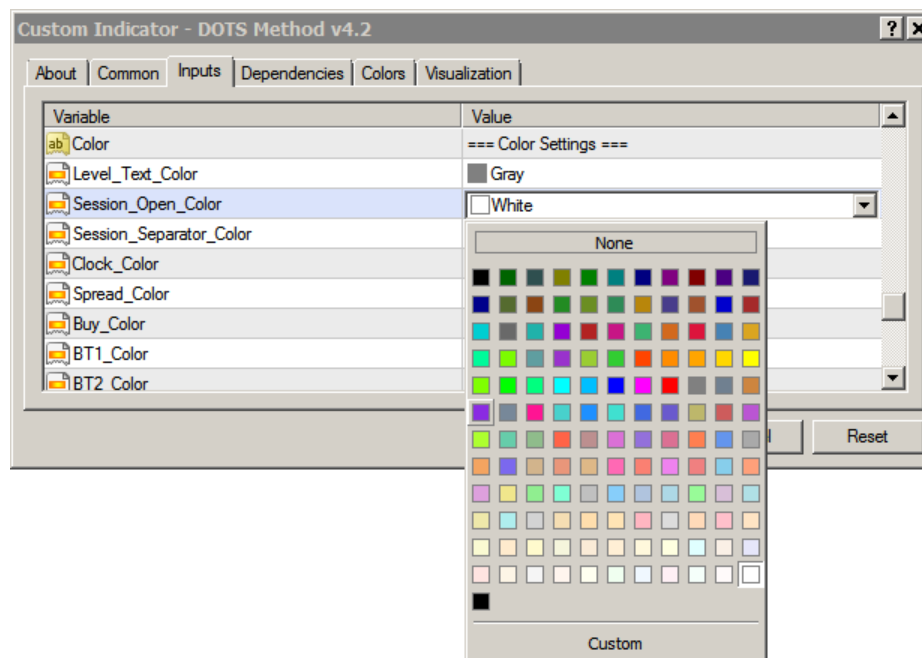 Custom Indicator - DOTS Method v4.2
About Common Inputs Dependencies Colors Visualization
Variable Value
ab Color === Color Settings ===
Level_Text_Color Gray
Session_Open_Color White
Session_Separator_Color
None
Clock_Color
Spread_Color
Buy_Color
BT1_Color
BT2_Color
Reset
Custom